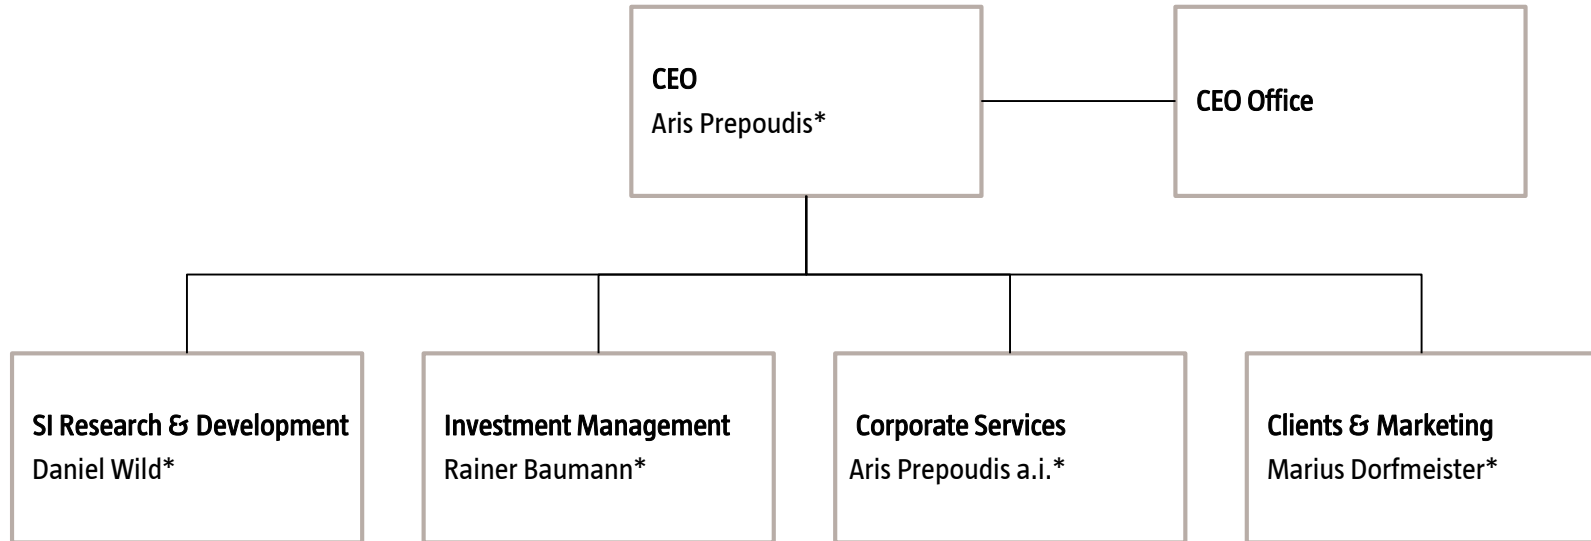 CEO
Aris Prepoudis*
CEO Office
SI Research & Development
Daniel Wild*
Investment Management
Rainer Baumann*
Corporate Services
Aris Prepoudis a.i.*
Clients & Marketing
Marius Dorfmeister*